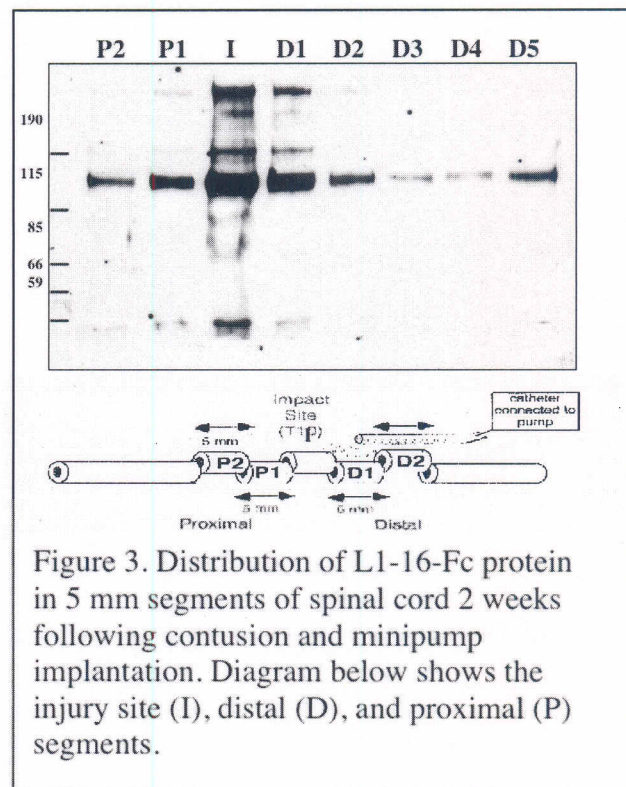 P2 P1 I D1 D2 D3 D4 D5
190
115
85
66
59
Impact
Site
(T10)
catheter
connected to
pump
5 mm
P2 P1 D1 D2
5 mm 5 mm
Proximal Distal
Figure 3. Distribution of L1-16-Fc protein
in 5 mm segments of spinal cord 2 weeks
following contusion and minipump
implantation. Diagram below shows the
injury site (I), distal (D), and proximal (P)
segments.